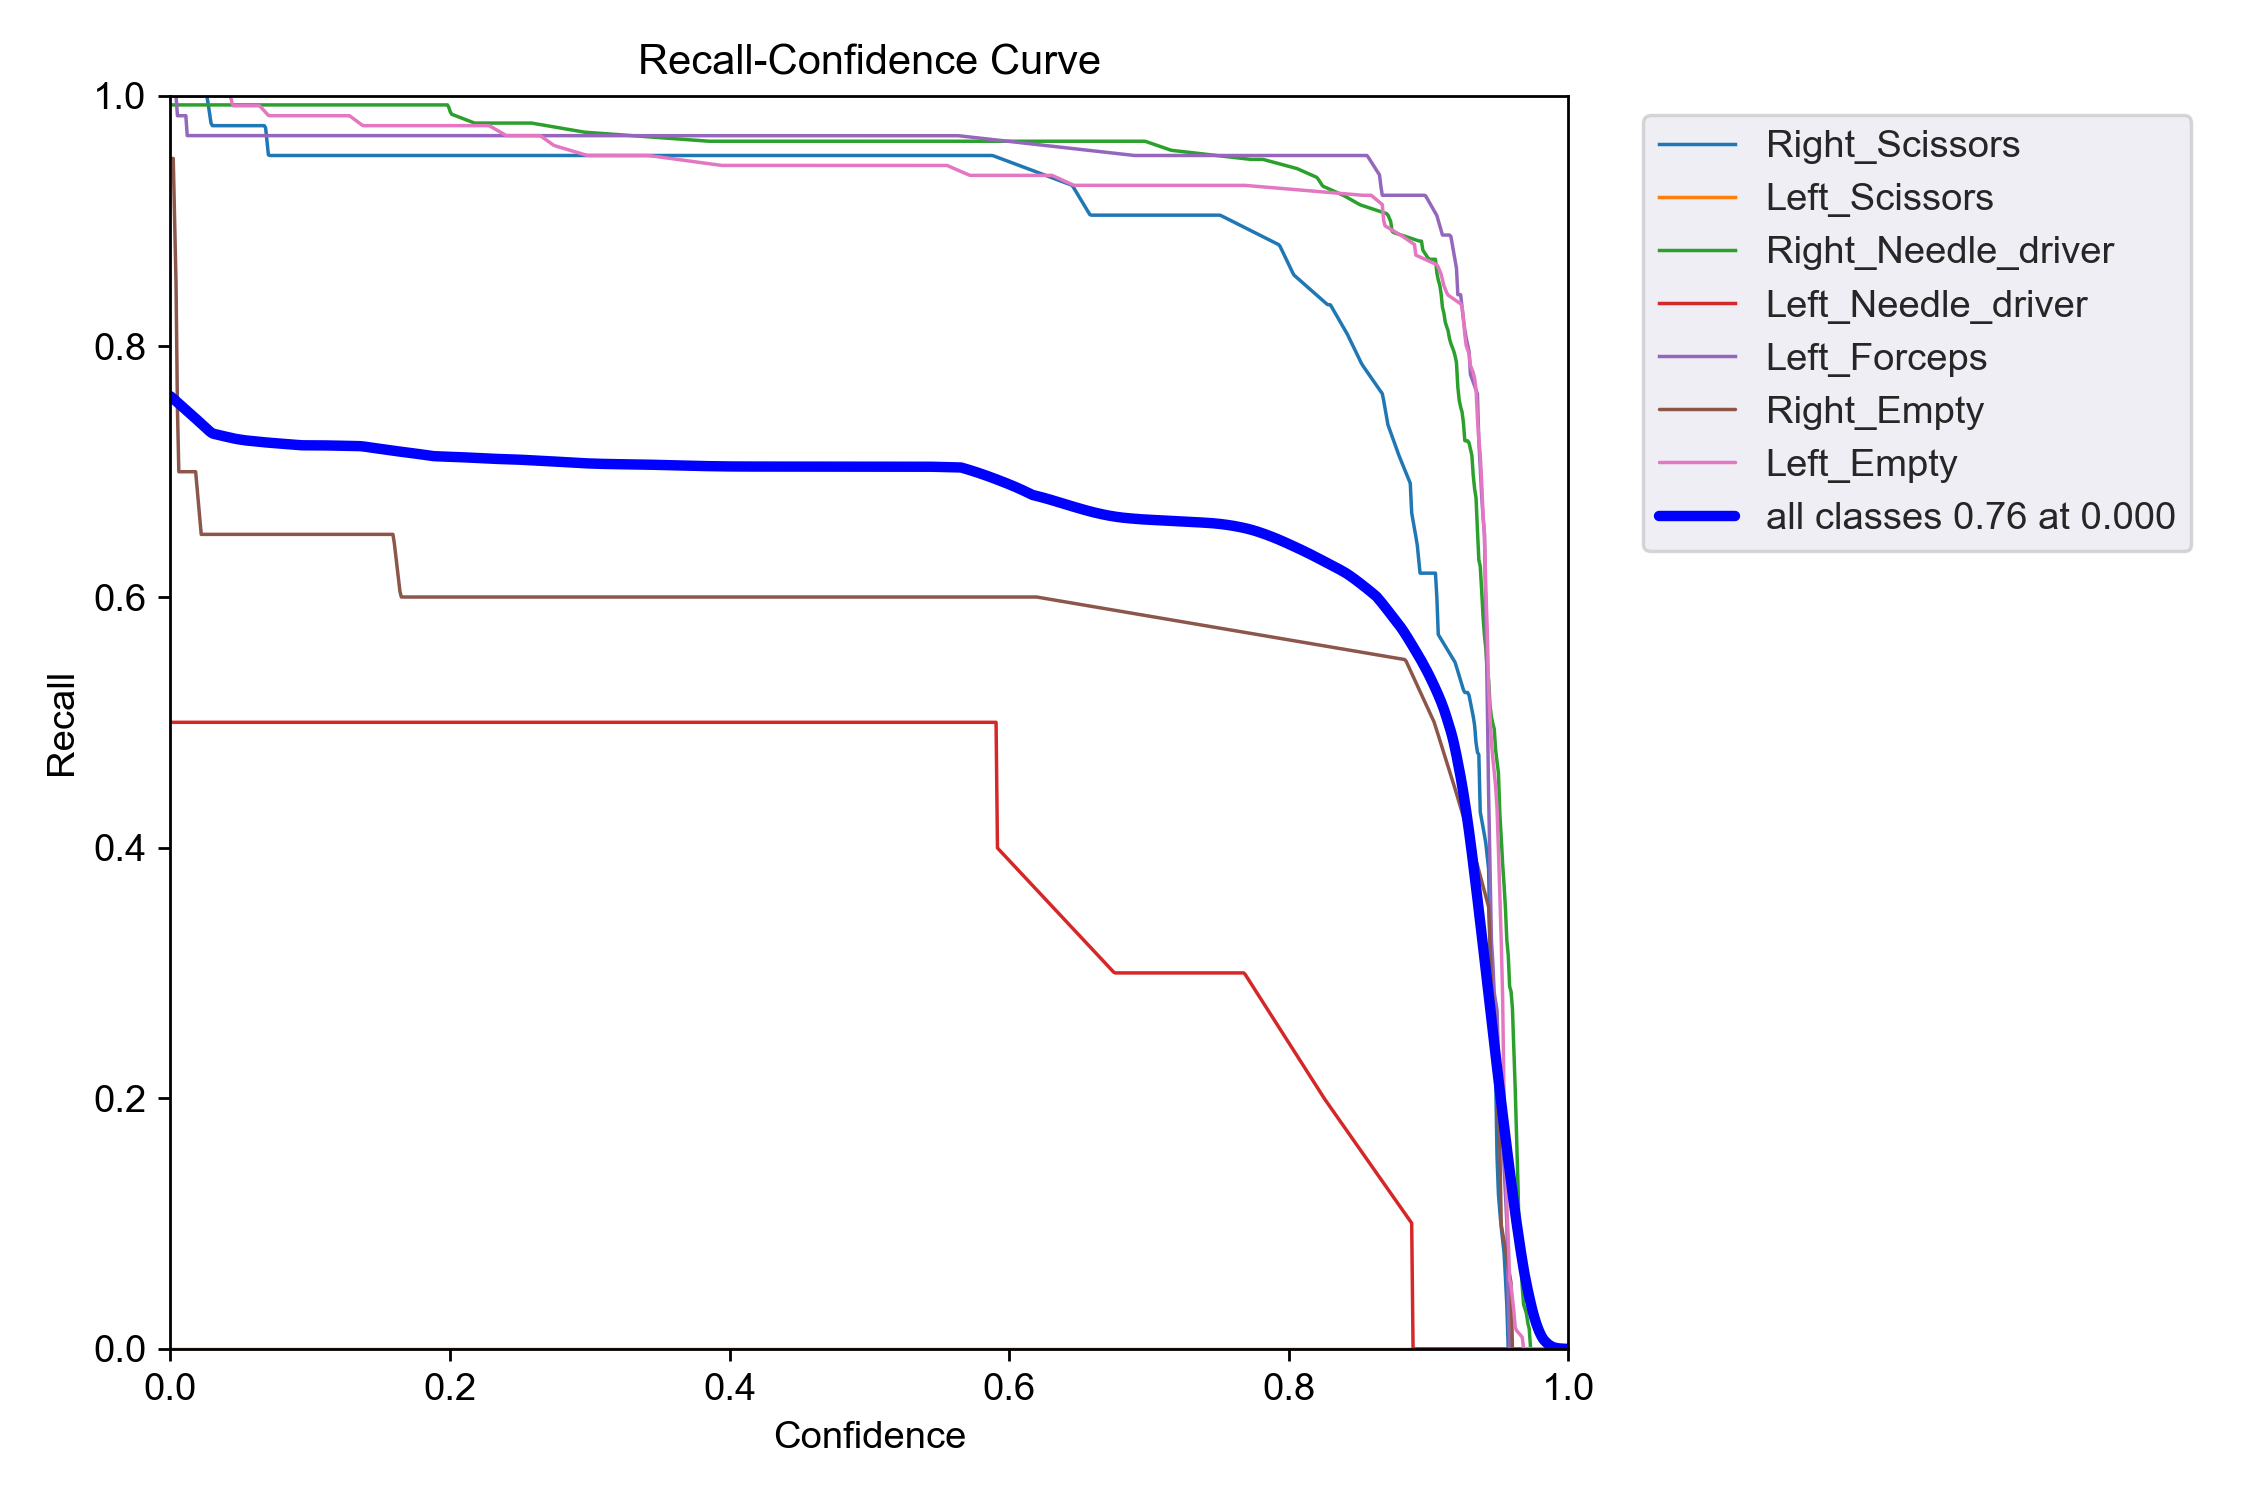 Recall-Confidence Curve
1.0
0.8
0.6
0.4
0.2
0.0
Recall
0.0 0.2 0.4 0.6 0.8 1.0
Confidence
Right_Scissors
Left_Scissors
Right_Needle_driver
Left_Needle_driver
Left_Forceps
Right_Empty
Left_Empty
all classes 0.76 at 0.000